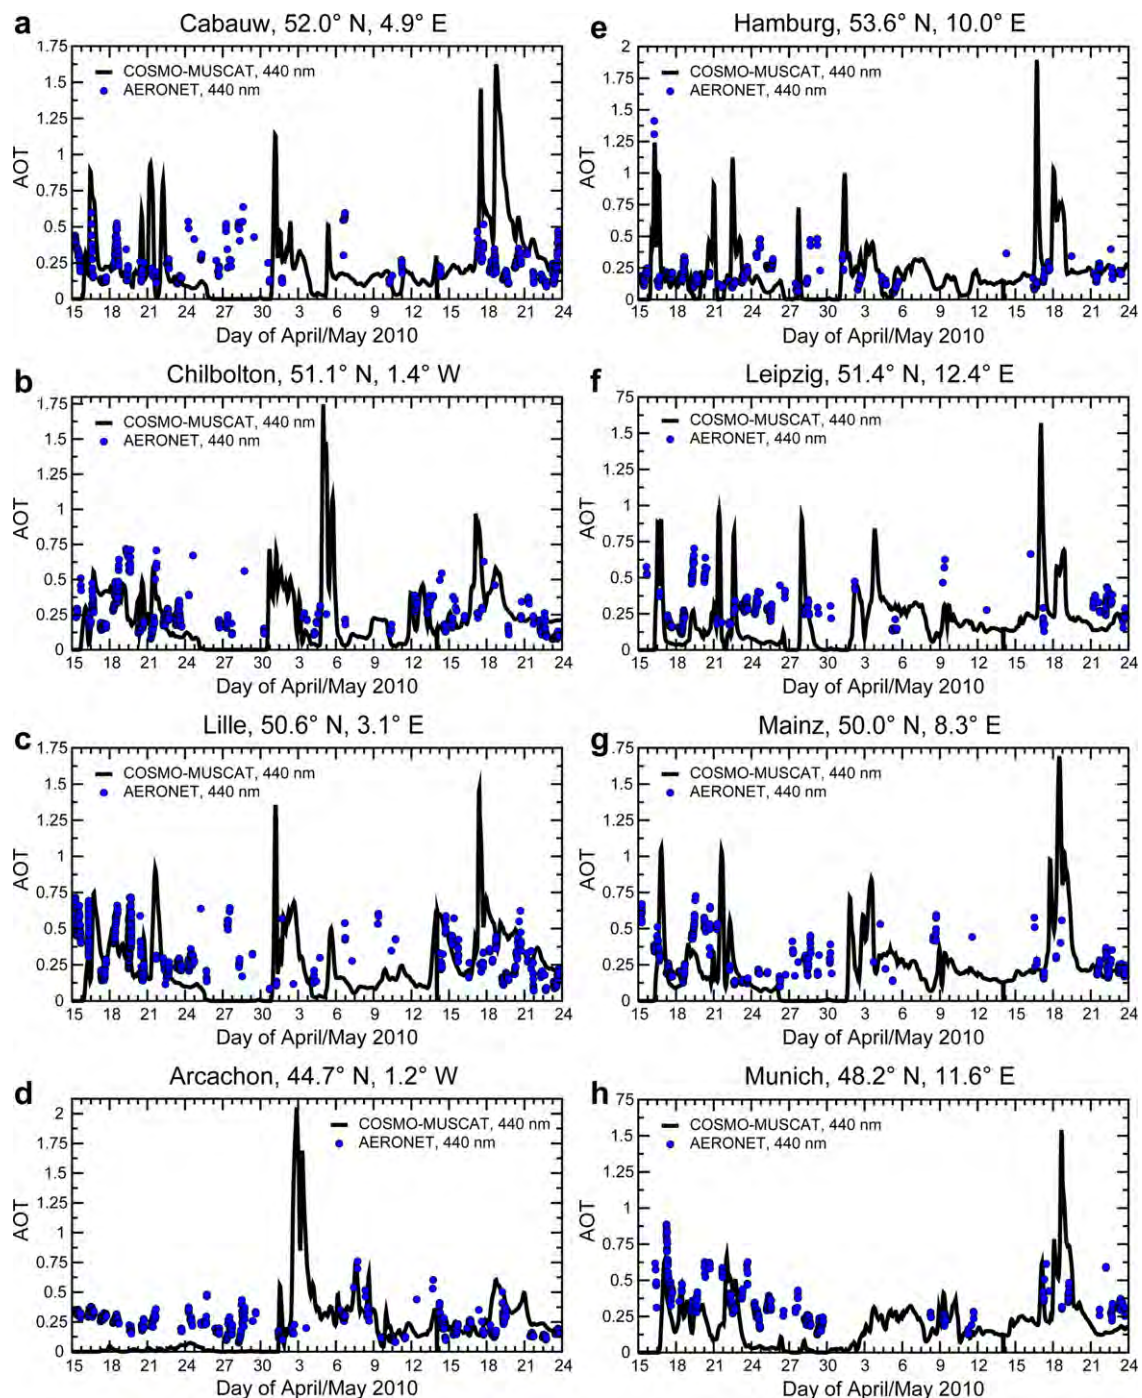 a
Cabauw, 52.0° N, 4.9° E
COSMO-MUSCAT, 440 nm
AERONET, 440 nm
AOT
1.75
1.5
1.25
1
0.75
0.5
0.25
0
15 18 21 24 27 30 3 6 9 12 15 18 21 24
Day of April/May 2010
b
Chilbolton, 51.1° N, 1.4° W
COSMO-MUSCAT, 440 nm
AERONET, 440 nm
AOT
1.75
1.5
1.25
1
0.75
0.5
0.25
0
15 18 21 24 27 30 3 6 9 12 15 18 21 24
Day of April/May 2010
c
Lille, 50.6° N, 3.1° E
COSMO-MUSCAT, 440 nm
AERONET, 440 nm
AOT
1.75
1.5
1.25
1
0.75
0.5
0.25
0
15 18 21 24 27 30 3 6 9 12 15 18 21 24
Day of April/May 2010
d
Arcachon, 44.7° N, 1.2° W
COSMO-MUSCAT, 440 nm
AERONET, 440 nm
AOT
2
1.75
1.5
1.25
1
0.75
0.5
0.25
0
15 18 21 24 27 30 3 6 9 12 15 18 21 24
Day of April/May 2010
e
Hamburg, 53.6° N, 10.0° E
COSMO-MUSCAT, 440 nm
AERONET, 440 nm
AOT
2
1.75
1.5
1.25
1
0.75
0.5
0.25
0
15 18 21 24 27 30 3 6 9 12 15 18 21 24
Day of April/May 2010
f
Leipzig, 51.4° N, 12.4° E
COSMO-MUSCAT, 440 nm
AERONET, 440 nm
AOT
75
1.5
1.25
1
0.75
0.5
0.25
0
15 18 21 24 27 30 3 6 9 12 15 18 21 24
Day of April/May 2010
g
Mainz, 50.0° N, 8.3° E
COSMO-MUSCAT, 440 nm
AERONET, 440 nm
AOT
1.75
1.5
1.25
1
0.75
0.5
0.25
0
15 18 21 24 27 30 3 6 9 12 15 18 21 24
Day of April/May 2010
h
Munich, 48.2° N, 11.6° E
COSMO-MUSCAT, 440 nm
AERONET, 440 nm
AOT
75
1.5
1.25
1
0.75
0.5
0.25
0
15 18 21 24 27 30 3 6 9 12 15 18 21 24
Day of April/May 2010